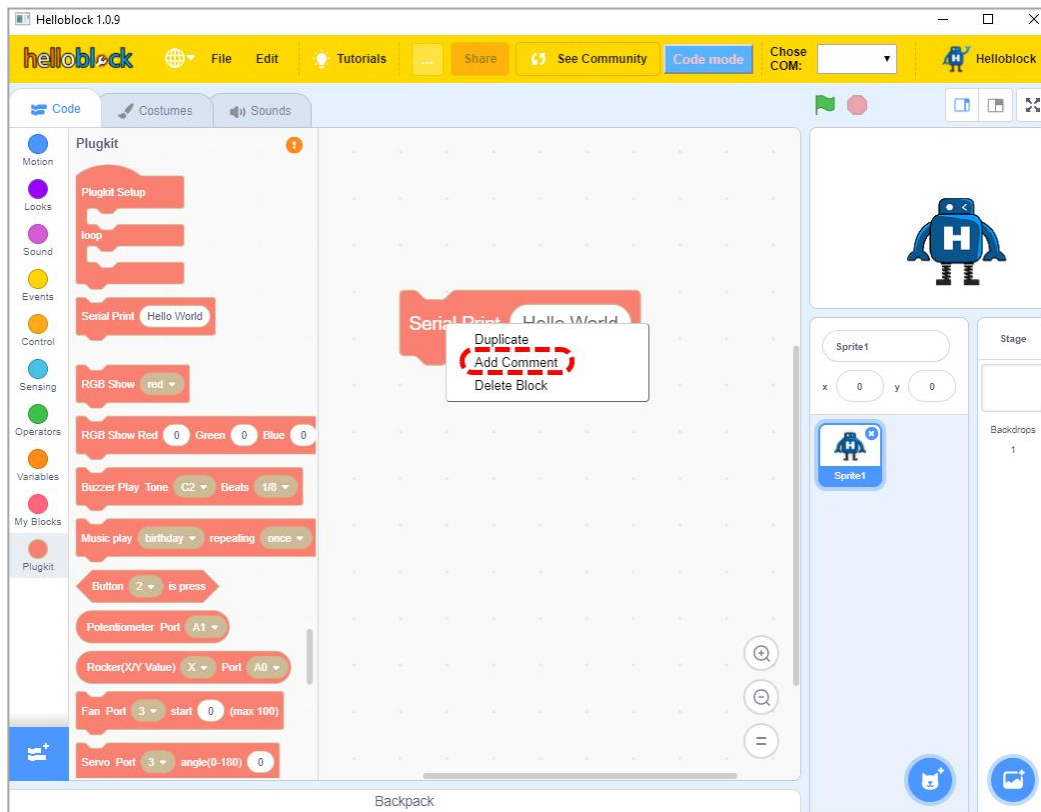 Helloblock 1.0.9
helloblock File Edit Tutorials ... Share See Community Code mode Chose COM: Helloblock
Code Costumes Sounds
Motion
Looks
Sound
Events
Control
Sensing
Operators
Variables
My Blocks
Plugkit
Plugkit
Plugkit Setup
loop
Serial Print Hello World
RGB Show red
RGB Show Red 0 Green 0 Blue 0
Buzzer Play Tone C2 Beats 1/8
Music play birthday repeating once
Button 2 is press
Potentiometer Port A1
Rocker(X/Y Value) X Port A0
Fan Port 3 start 0 (max 100)
Servo Port 3 angle(0-180) 0
Serial Print Hello World
Duplicate
Add Comment
Delete Block
H
Sprite1
x 0 y 0
H
Sprite1
Stage
Backdrops
1
Backpack